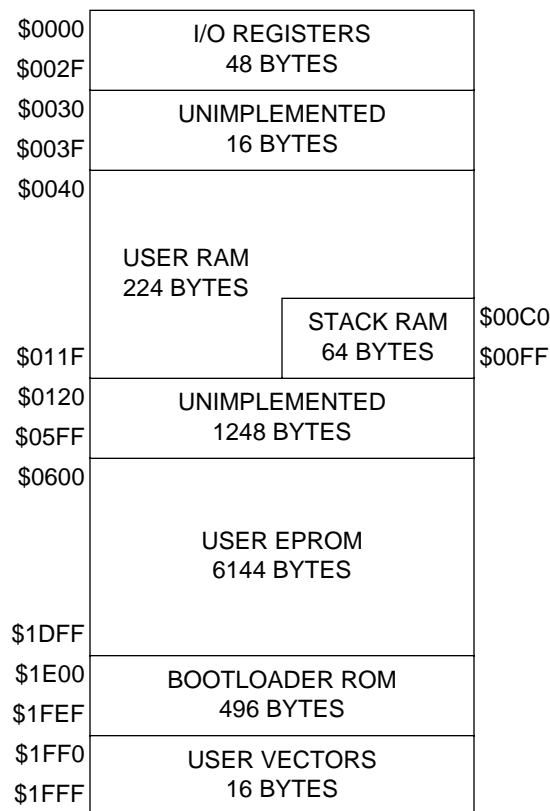 $0000
I/O REGISTERS
48 BYTES
$002F
$0030
UNIMPLEMENTED
16 BYTES
$003F
$0040
USER RAM
224 BYTES
STACK RAM
64 BYTES
$00C0
$00FF
$011F
$0120
UNIMPLEMENTED
1248 BYTES
$05FF
$0600
USER EPROM
6144 BYTES
$1DFF
$1E00
BOOTLOADER ROM
496 BYTES
$1FEF
$1FF0
USER VECTORS
16 BYTES
$1FFF